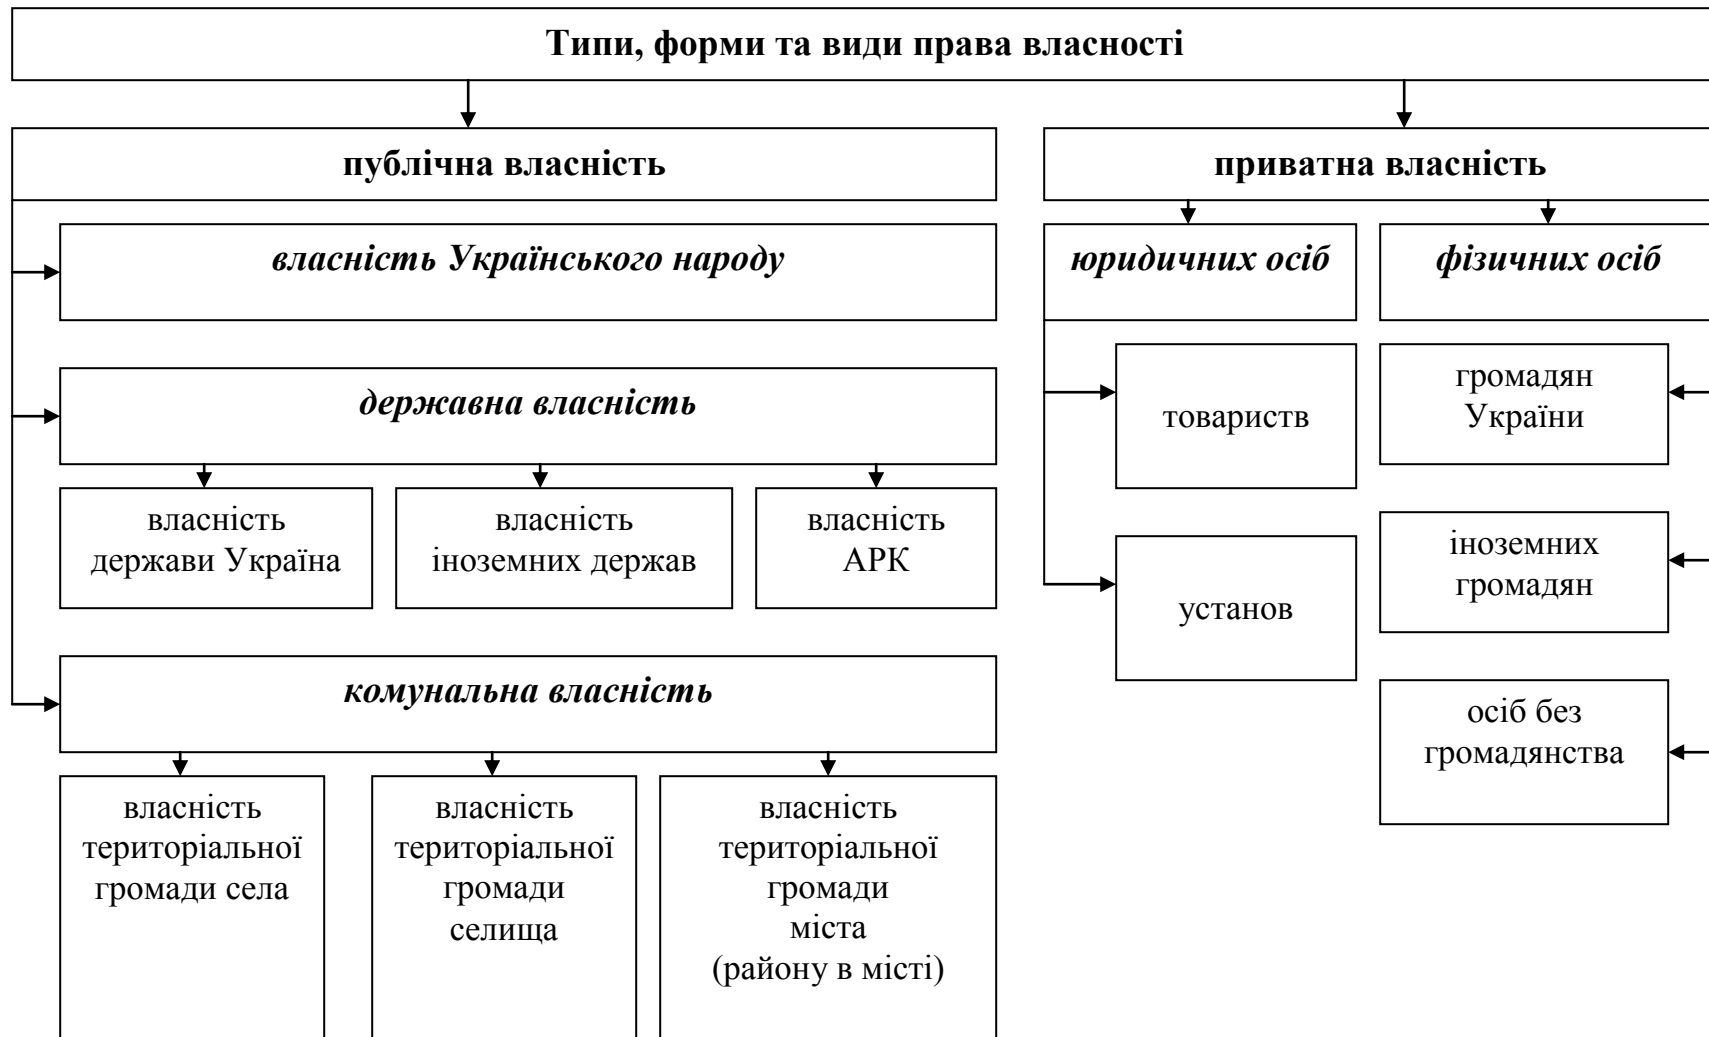 Типи, форми та види права власності
публічна власність
приватна власність
власність Українського народу
юридичних осіб
фізичних осіб
державна власність
товариств
громадян
України
власність
держави Україна
власність
іноземних держав
власність
АРК
установ
іноземних
громадян
комунальна власність
осіб без
громадянства
власність
територіальної
громади села
власність
територіальної
громади
селища
власність
територіальної
громади
міста
(району в місті)